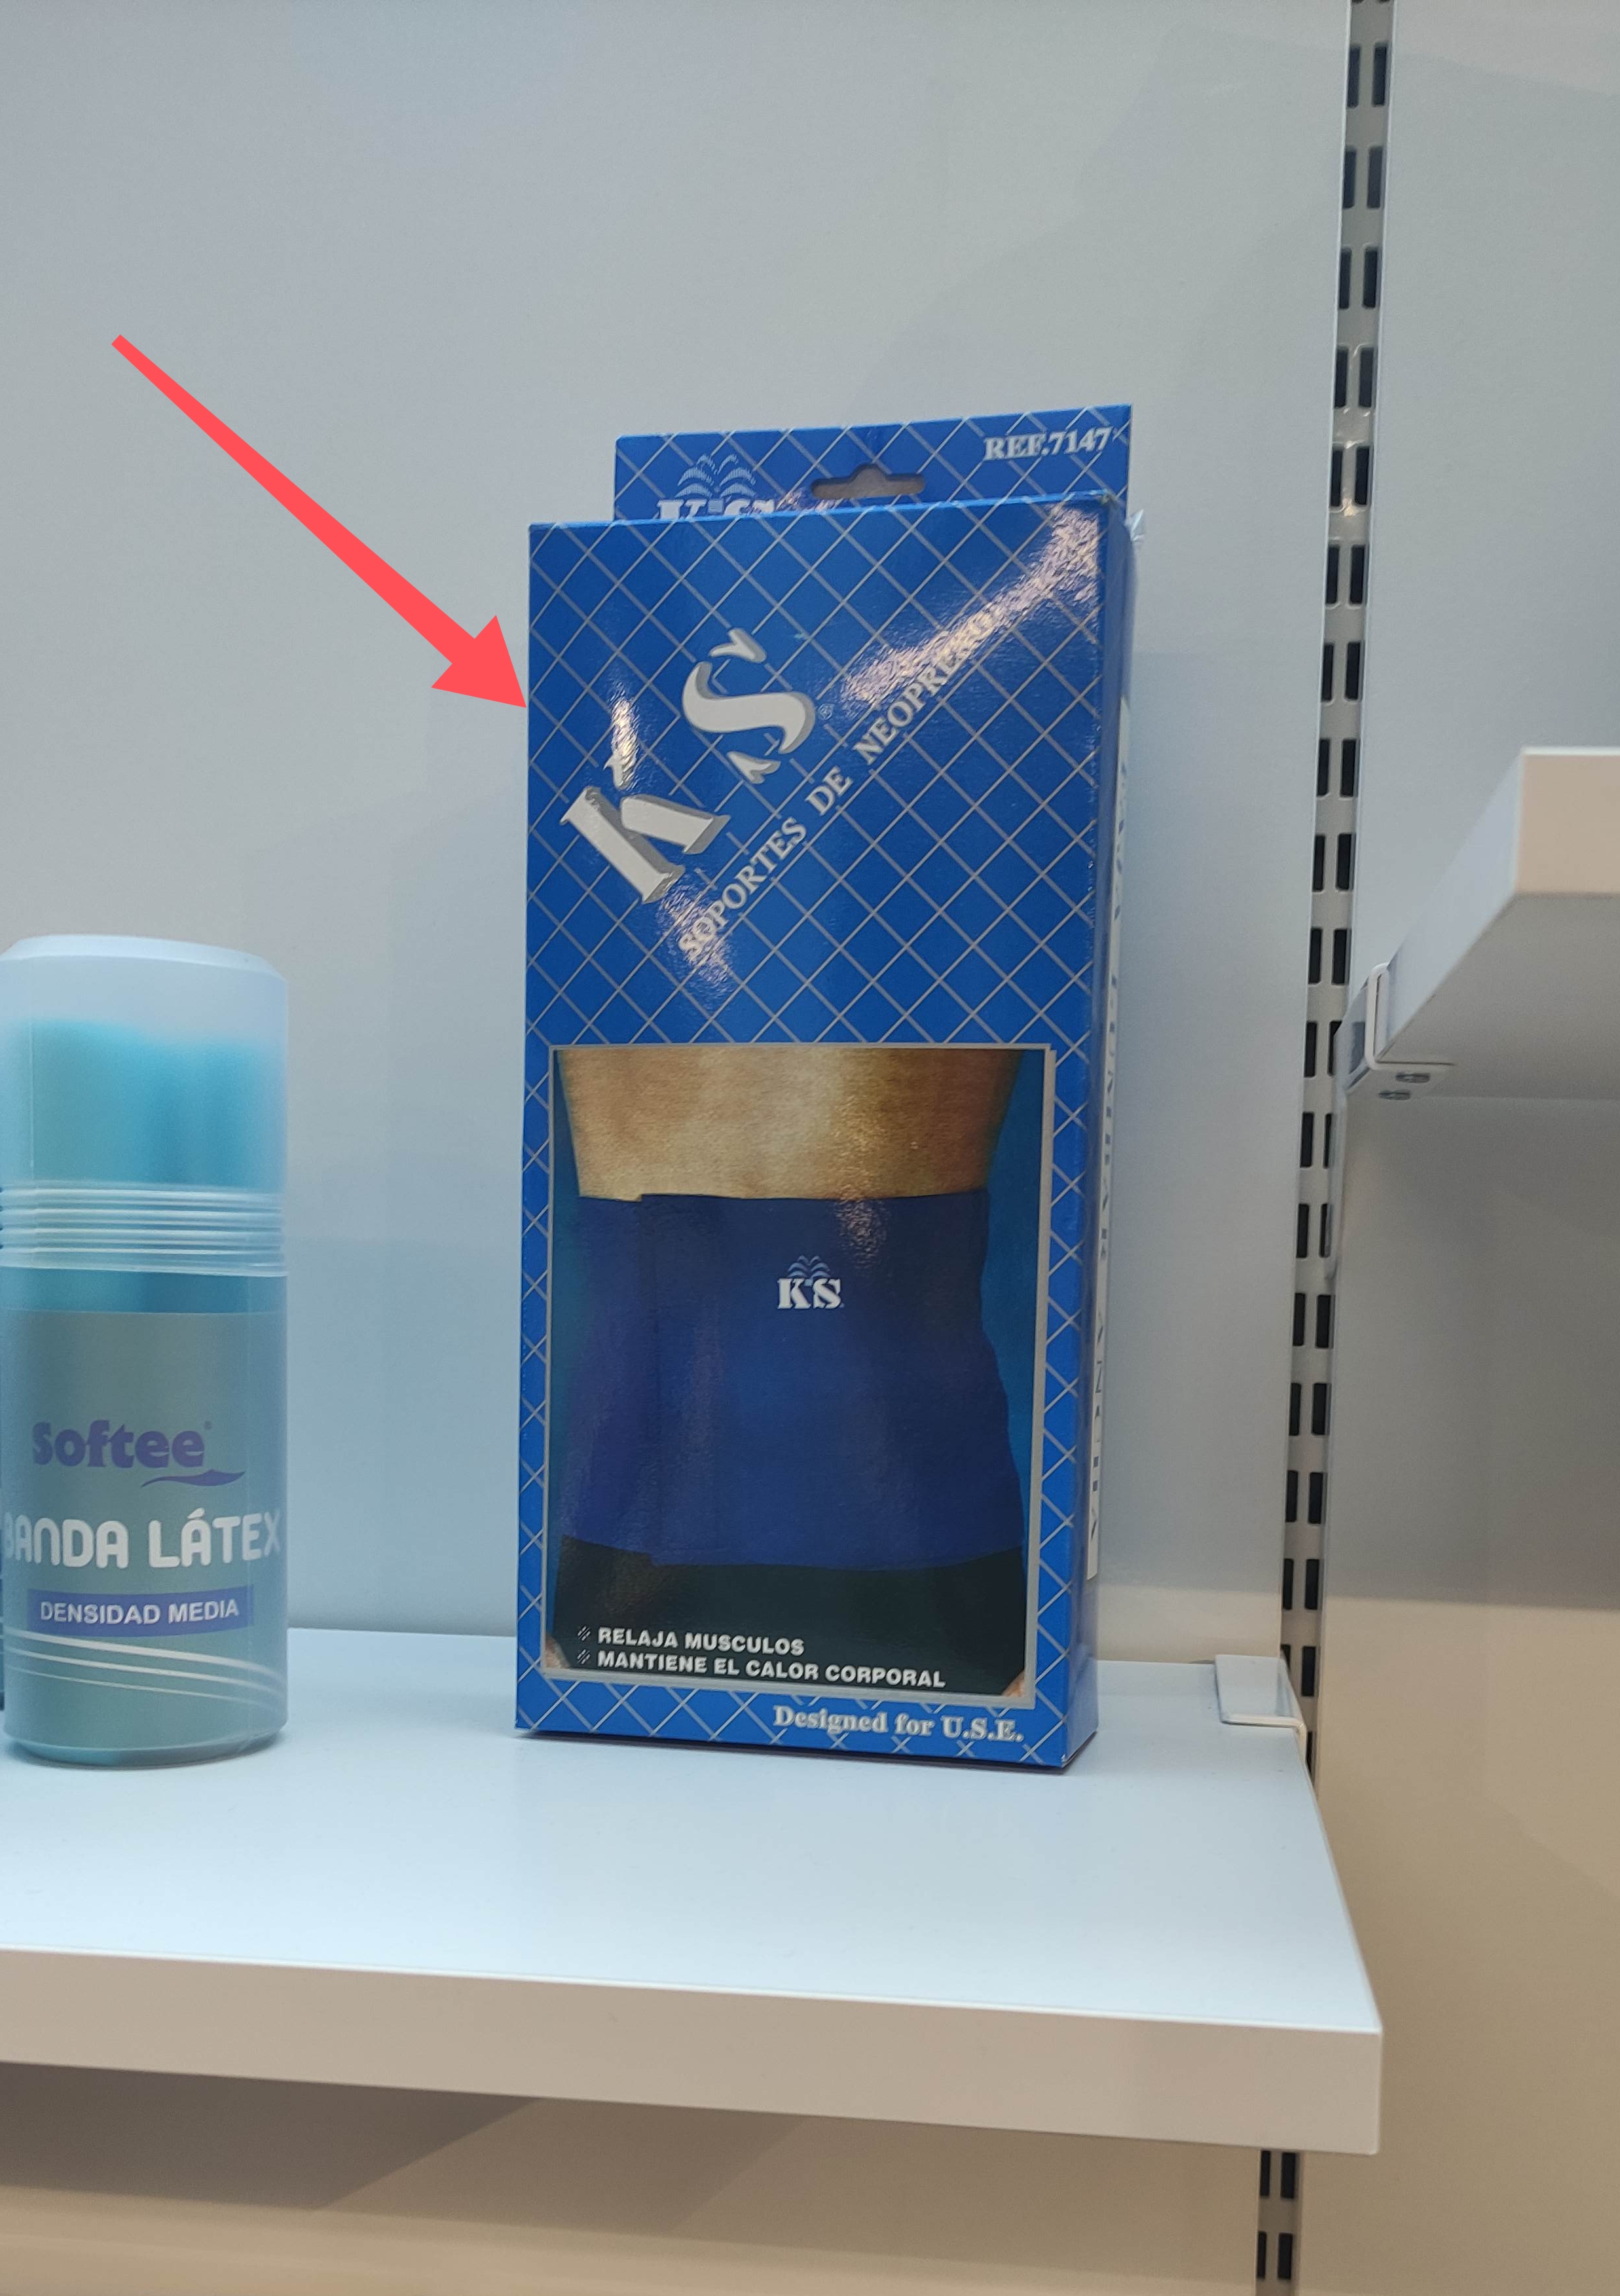 REF.7147
K·S
K·S
SOPORTES DE NEOPRENO
KS
RELAJA MUSCULOS
MANTIENE EL CALOR CORPORAL
Designed for U.S.E.
Softee
BANDA LÁTEX
DENSIDAD MEDIA